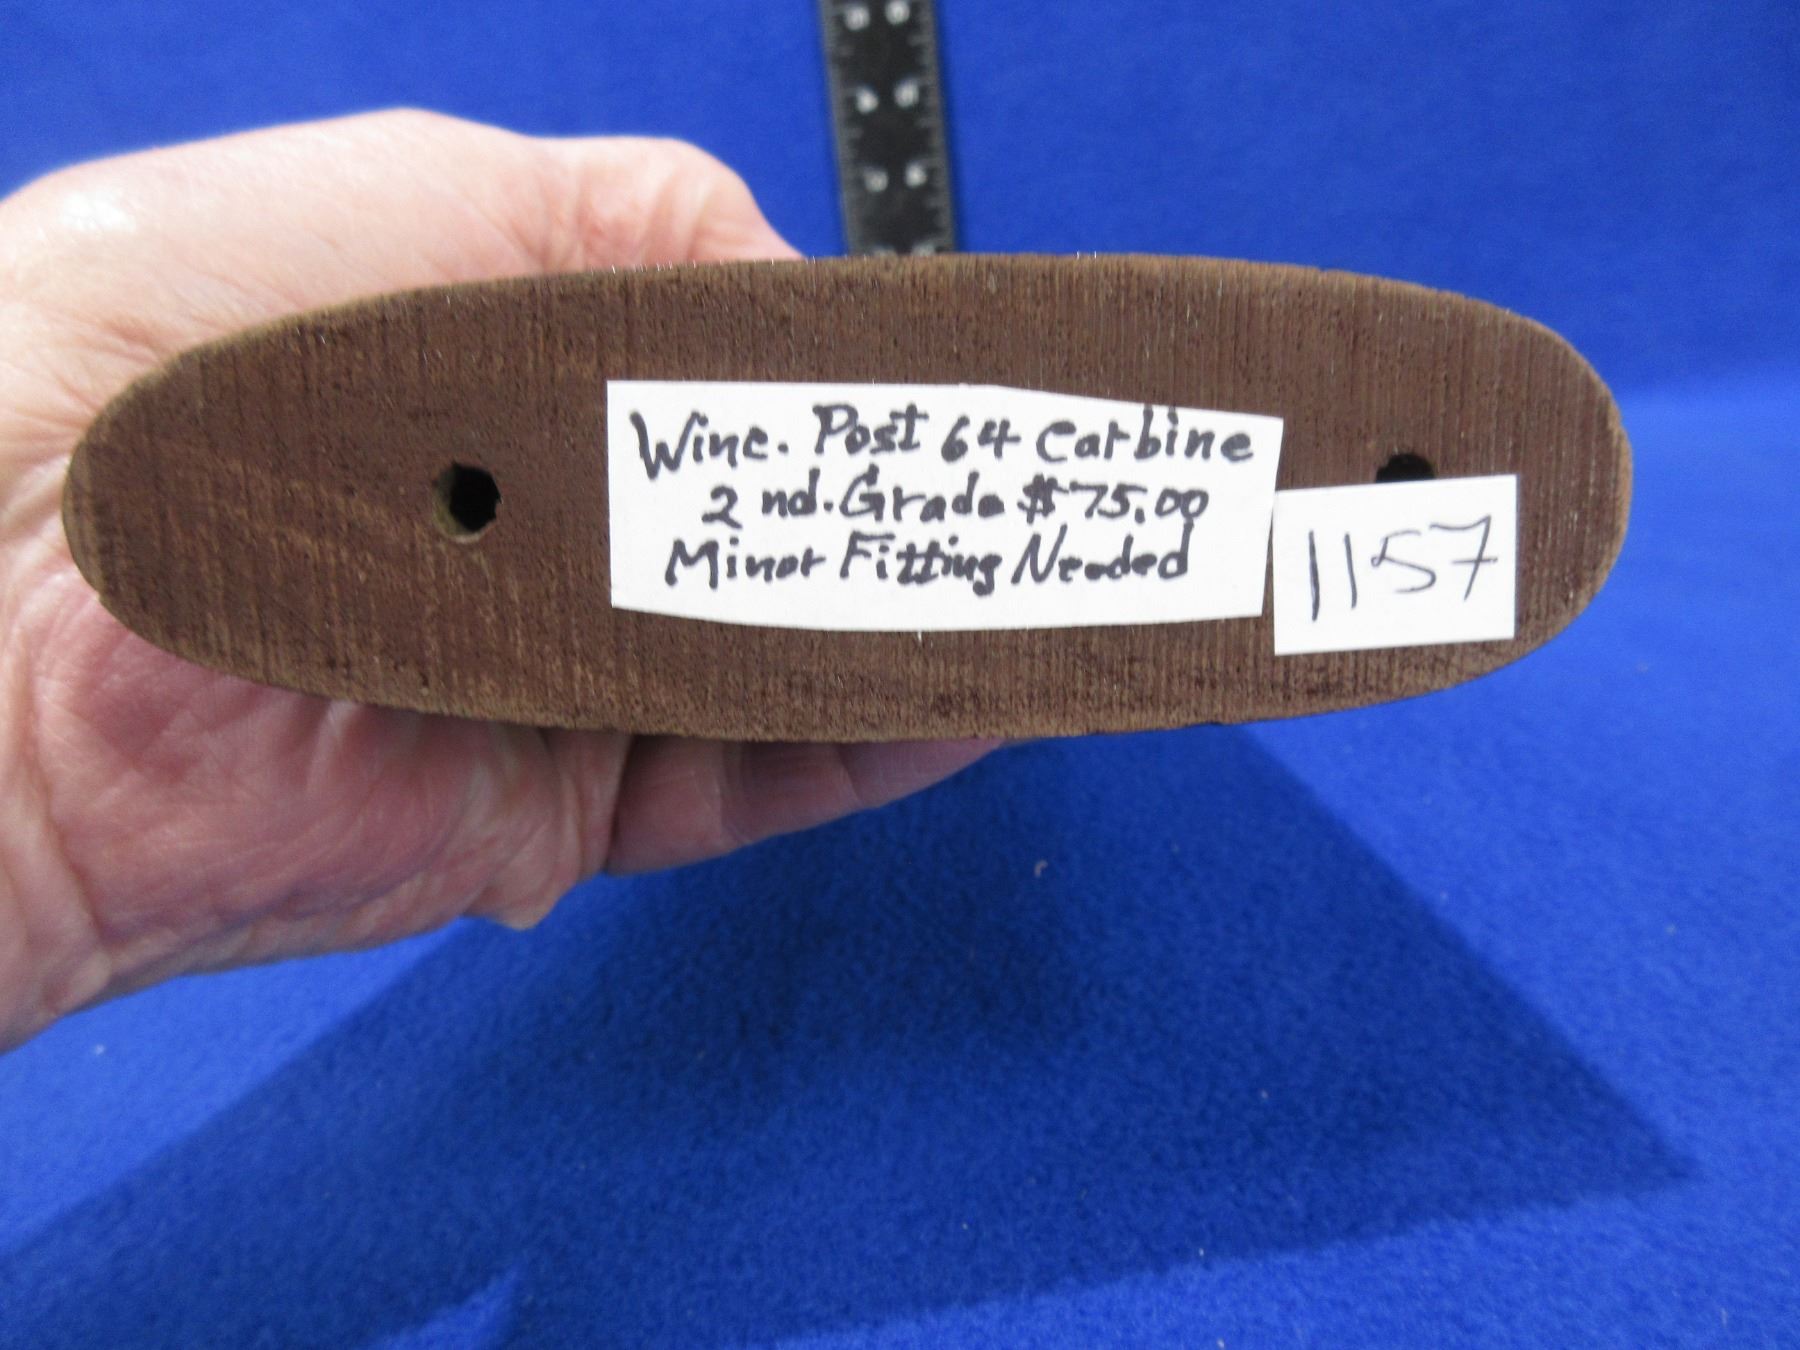 Winc. Post 64 Carbine
2 nd. Grade $75.00
Minor Fitting Needed
1157